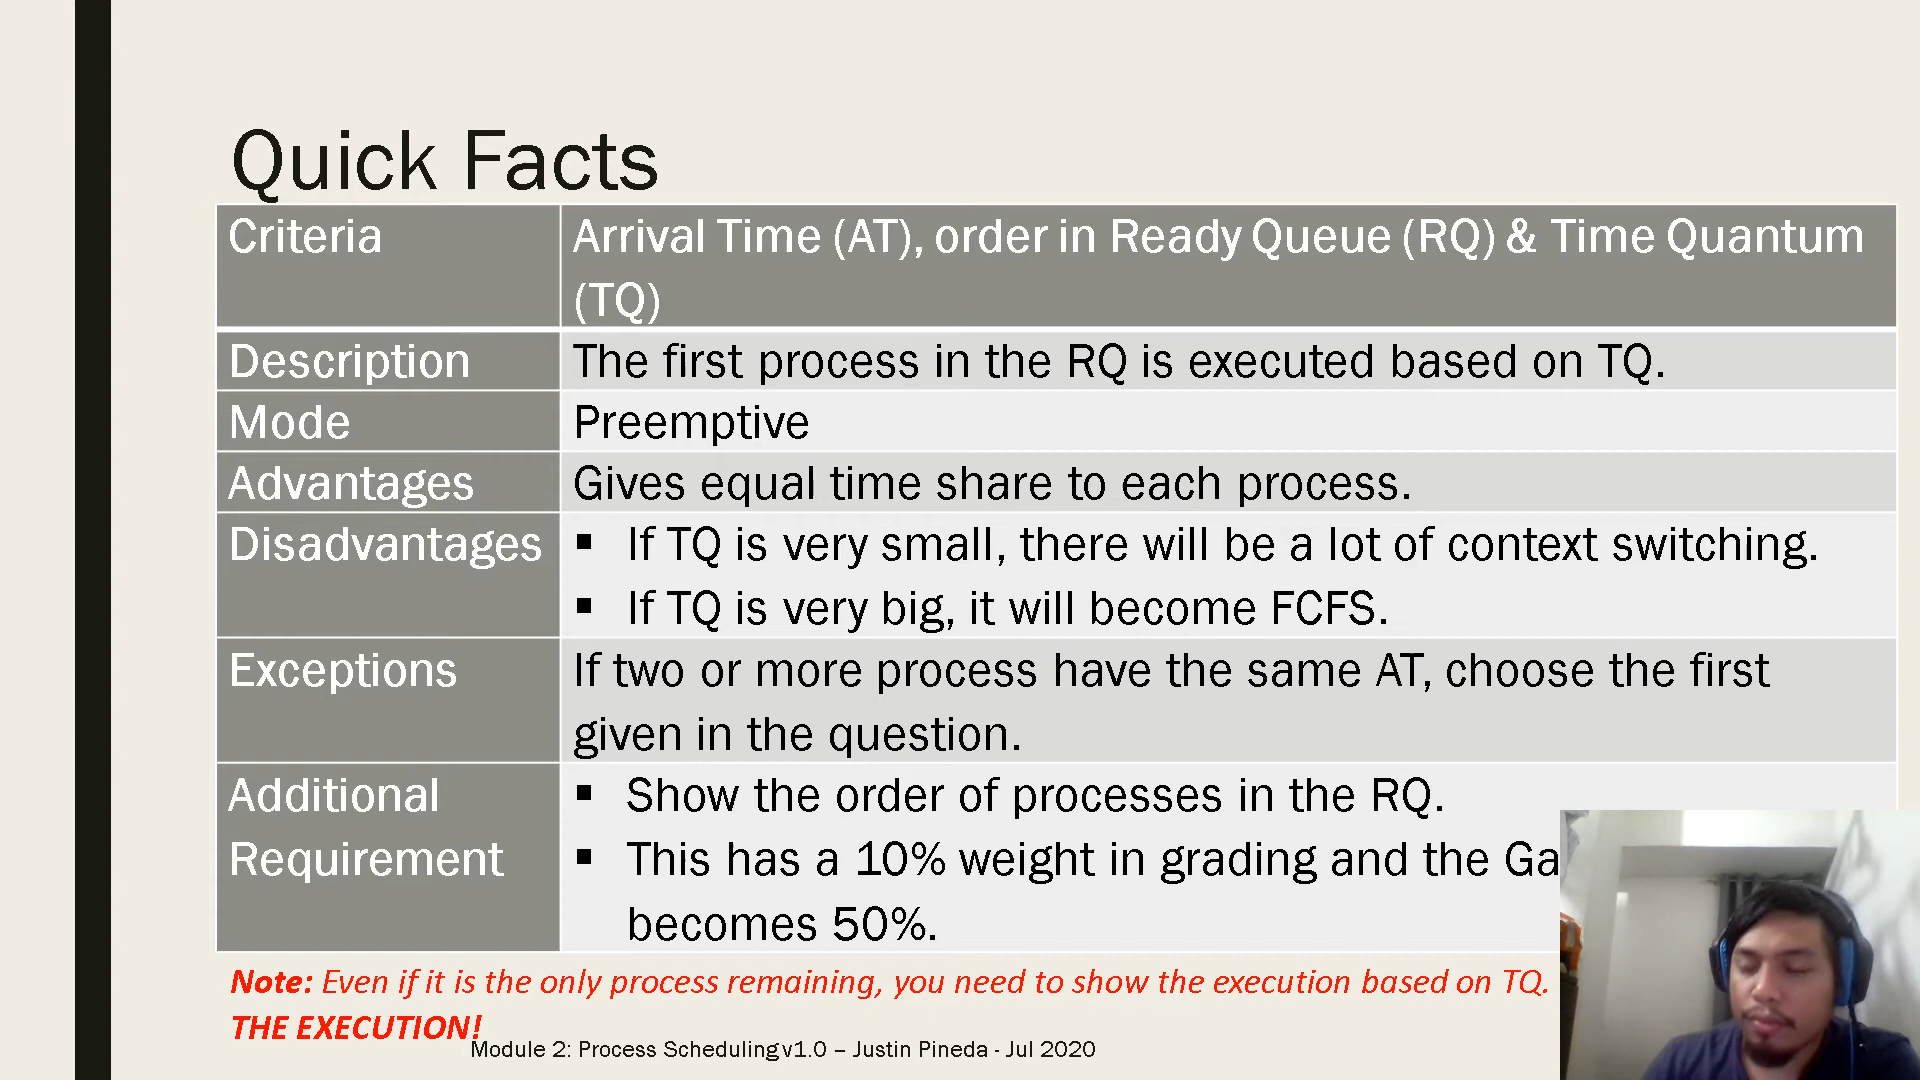 Quick Facts
Criteria
Arrival Time (AT), order in Ready Queue (RQ) & Time Quantum
(TQ)
Description
The first process in the RQ is executed based on TQ.
Mode
Preemptive
Advantages
Gives equal time share to each process.
Disadvantages
▪ If TQ is very small, there will be a lot of context switching.
▪ If TQ is very big, it will become FCFS.
Exceptions
If two or more process have the same AT, choose the first
given in the question.
Additional
Requirement
▪ Show the order of processes in the RQ.
▪ This has a 10% weight in grading and the Ga
becomes 50%.
Note: Even if it is the only process remaining, you need to show the execution based on TQ.
THE EXECUTION!
Module 2: Process Scheduling v1.0 – Justin Pineda - Jul 2020